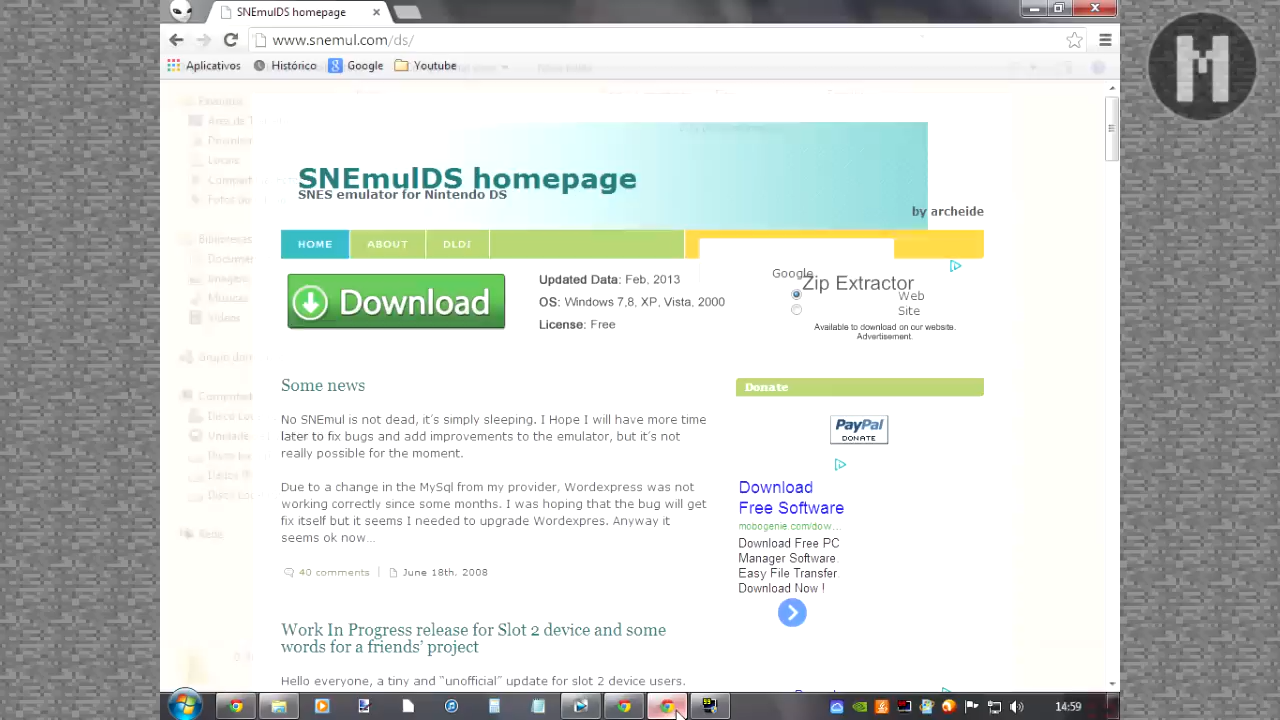 SNEmulDS homepage
M
www.snemul.com/ds/
Aplicativos Histórico Google Youtube
SNEmulDS homepage
SNES emulator for Nintendo DS
by archeide
HOME ABOUT DLDI
Download
Updated Data: Feb, 2013
OS: Windows 7,8, XP, Vista, 2000
License: Free
Google
Zip Extractor
Web
Site
Available to download on our website.
Advertisement.
Some news
No SNEmul is not dead, it's simply sleeping. I Hope I will have more time
later to fix bugs and add improvements to the emulator, but it's not
really possible for the moment.
Due to a change in the MySql from my provider, Wordexpress was not
working correctly since some months. I was hoping that the bug will get
fix itself but it seems I needed to upgrade Wordexpres. Anyway it
seems ok now...
40 comments | June 18th, 2008
Donate
PayPal
DONATE
Download
Free Software
mobogenie.com/dow...
Download Free PC
Manager Software.
Easy File Transfer.
Download Now !
Work In Progress release for Slot 2 device and some
words for a friends' project
Hello everyone, a tiny and "unofficial" update for slot 2 device users.
14:59